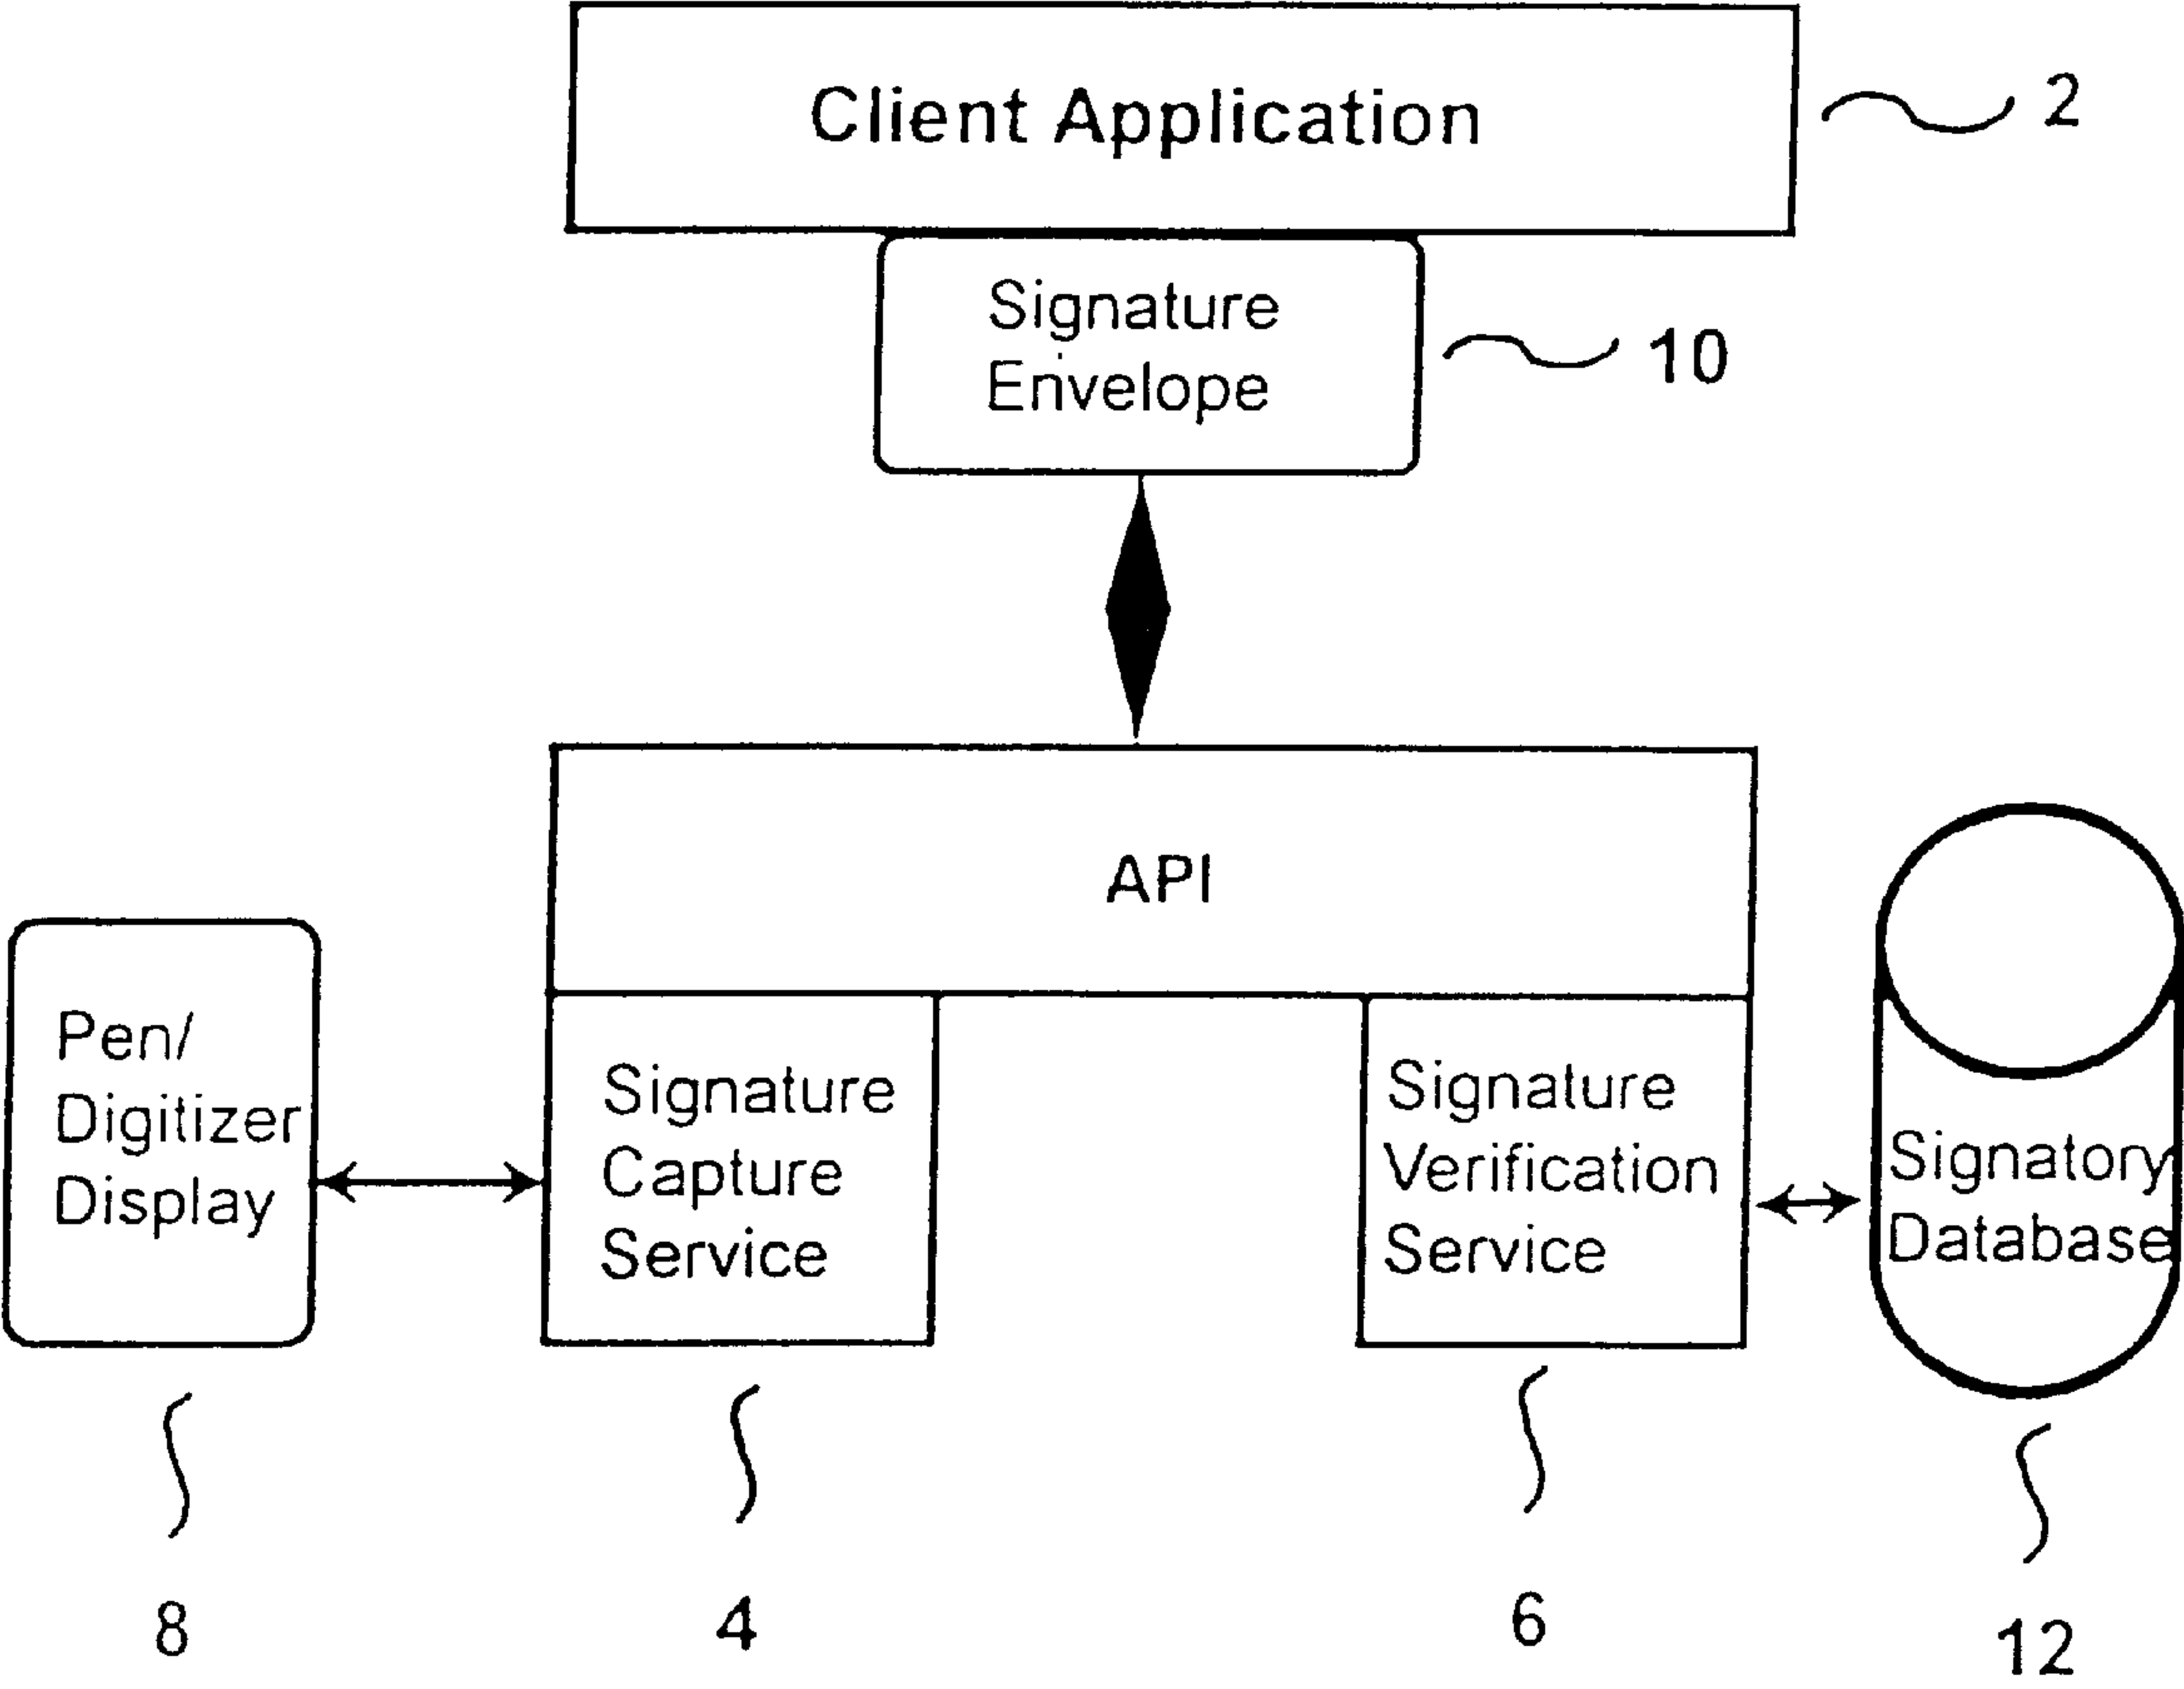 Client Application
2
Signature
Envelope
10
API
Pen/
Digitizer
Display
Signature
Capture
Service
Signature
Verification
Service
Signatory
Database
8
4
6
12